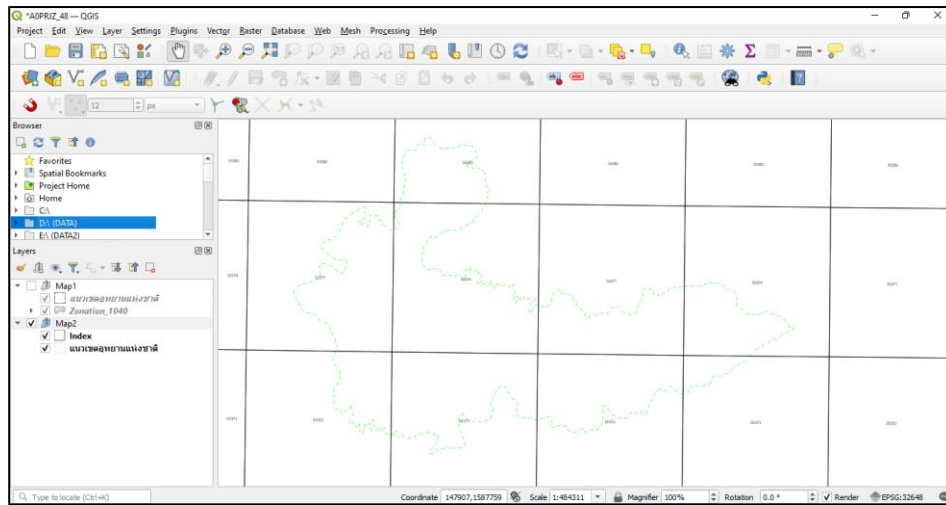 *A0PRJZ_48 — QGIS
Project Edit View Layer Settings Plugins Vector Raster Database Web Mesh Processing Help
12 px
Browser
Favorites
Spatial Bookmarks
Project Home
Home
C:\
D:\ (DATA)
E:\ (DATA2)
Layers
Map1
แนวเขตอุทยานแห่งชาติ
Zonation_1040
Map2
Index
แนวเขตอุทยานแห่งชาติ
Type to locate (Ctrl+K)
Coordinate 147907,1587759 Scale 1:484311 Magnifier 100% Rotation 0.0 ° Render EPSG:32648